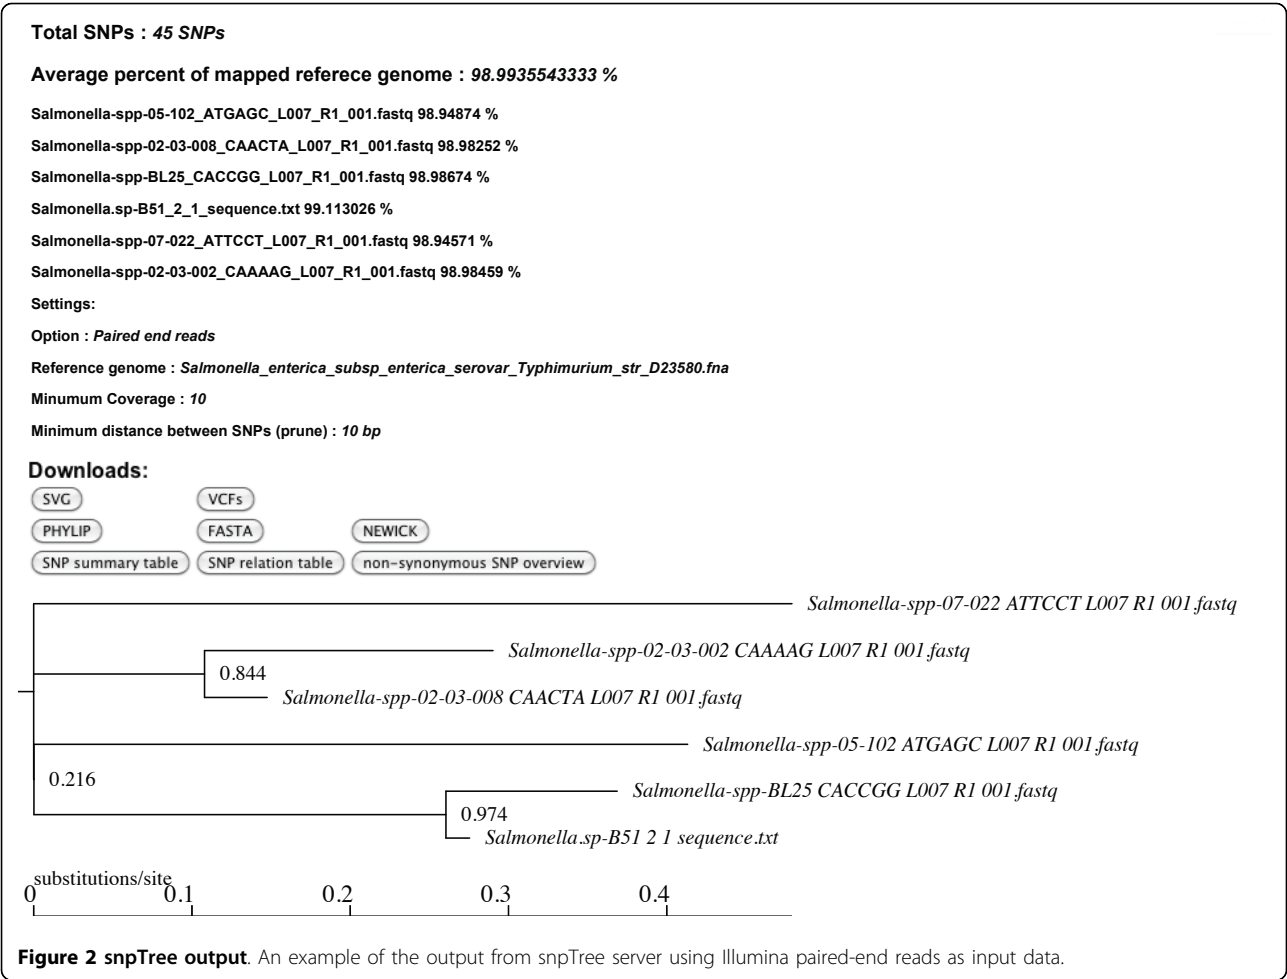 Total SNPs : 45 SNPs
Average percent of mapped referece genome : 98.9935543333 %
Salmonella-spp-05-102_ATGAGC_L007_R1_001.fastq 98.94874 %
Salmonella-spp-02-03-008_CAACTA_L007_R1_001.fastq 98.98252 %
Salmonella-spp-BL25_CACCGG_L007_R1_001.fastq 98.98674 %
Salmonella.sp-B51_2_1_sequence.txt 99.113026 %
Salmonella-spp-07-022_ATTCCT_L007_R1_001.fastq 98.94571 %
Salmonella-spp-02-03-002_CAAAAG_L007_R1_001.fastq 98.98459 %
Settings:
Option : Paired end reads
Reference genome : Salmonella_enterica_subsp_enterica_serovar_Typhimurium_str_D23580.fna
Minumum Coverage : 10
Minimum distance between SNPs (prune) : 10 bp
Downloads:
SVG VCFs
PHYLIP FASTA NEWICK
SNP summary table SNP relation table non-synonymous SNP overview
Salmonella-spp-07-022 ATTCCT L007 R1 001.fastq
Salmonella-spp-02-03-002 CAAAAG L007 R1 001.fastq
0.844
Salmonella-spp-02-03-008 CAACTA L007 R1 001.fastq
Salmonella-spp-05-102 ATGAGC L007 R1 001.fastq
0.216
Salmonella-spp-BL25 CACCGG L007 R1 001.fastq
0.974
Salmonella.sp-B51 2 1 sequence.txt
substitutions/site
0 0.1 0.2 0.3 0.4
Figure 2 snpTree output. An example of the output from snpTree server using Illumina paired-end reads as input data.